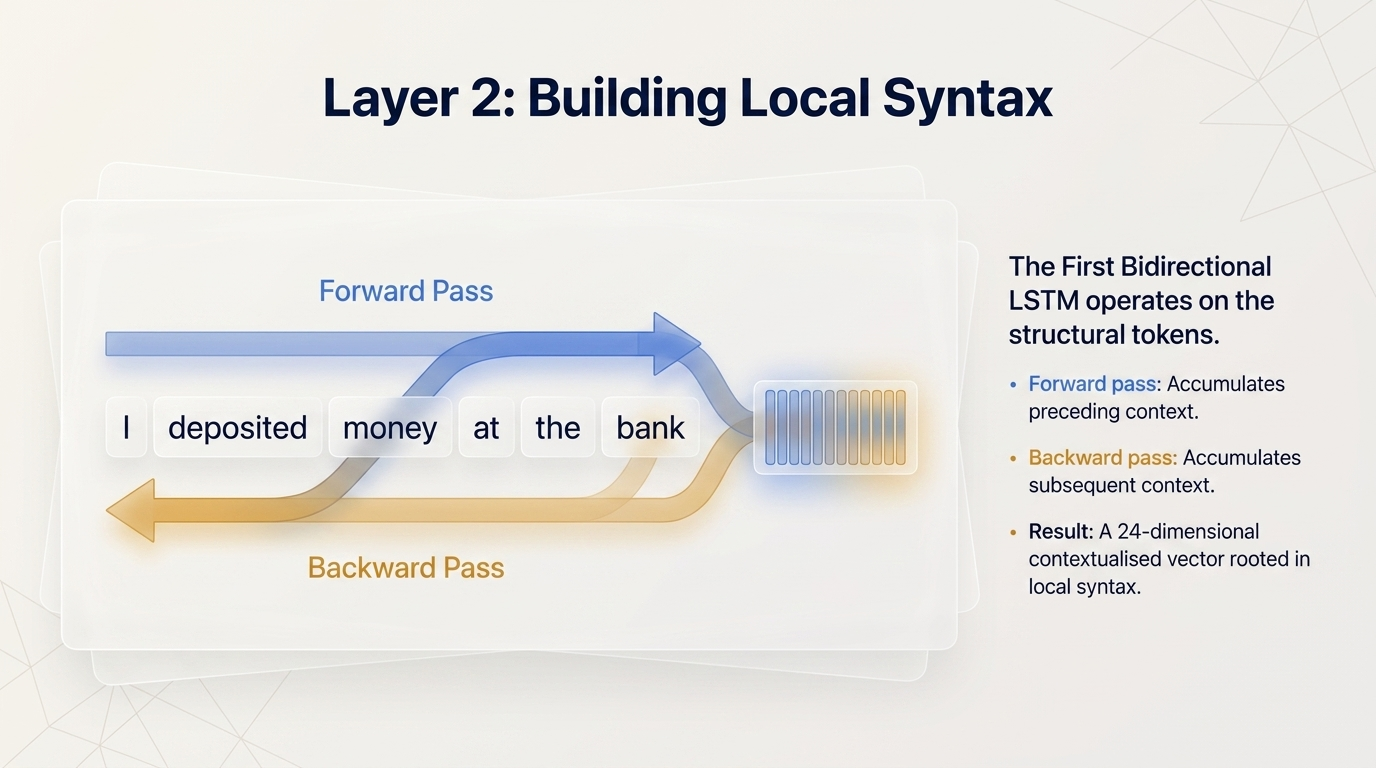 Layer 2: Building Local Syntax
Forward Pass
I deposited money at the bank
Backward Pass
The First Bidirectional
LSTM operates on the
structural tokens.
• Forward pass: Accumulates
preceding context.
• Backward pass: Accumulates
subsequent context.
• Result: A 24-dimensional
contextualised vector rooted in
local syntax.